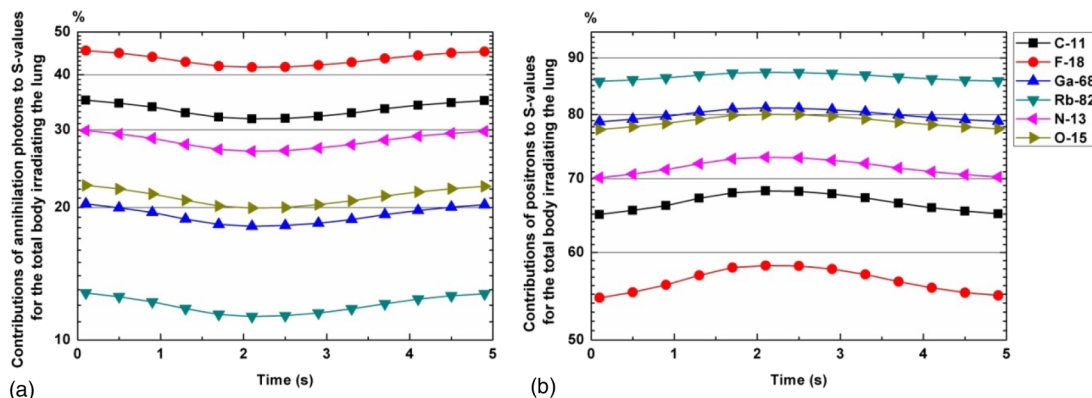 %
50
40
30
20
10
Contributions of annihilation photons to S-values
for the total body irradiating the lung
0 1 2 3 4 5
Time (s)
(a)
%
90
80
70
60
50
Contributions of positrons to S-values
for the total body irradiating the lung
0 1 2 3 4 5
Time (s)
(b)
C-11
F-18
Ga-68
Rb-82
N-13
O-15